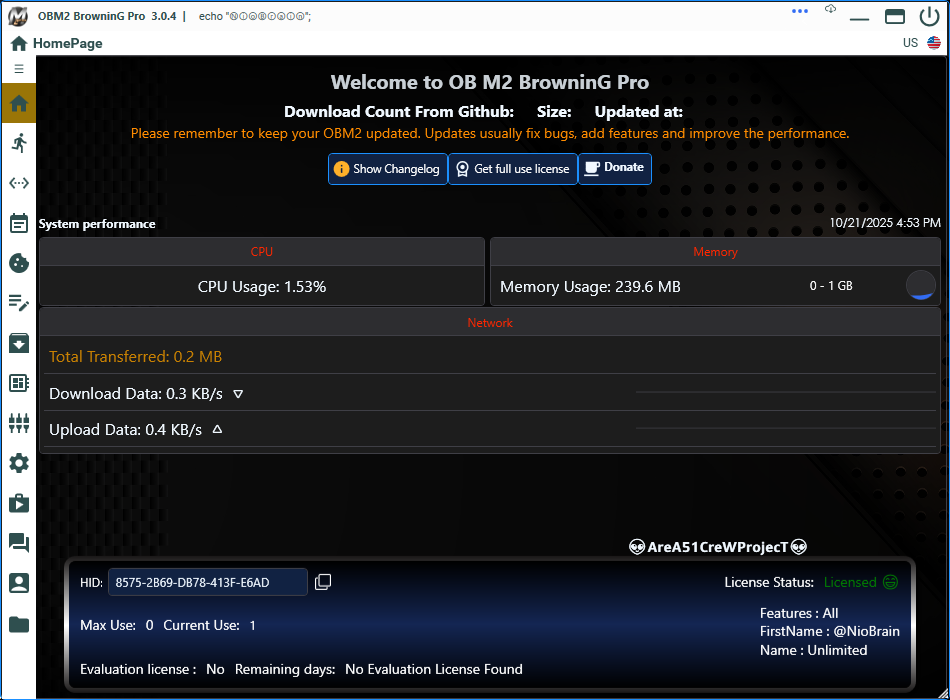 OBM2 BrowninG Pro 3.0.4 | echo "ⓃⒾⓄⒷⓇⒶⒾⓃ";
HomePage
US
Welcome to OB M2 BrowninG Pro
Download Count From Github: Size: Updated at:
Please remember to keep your OBM2 updated. Updates usually fix bugs, add features and improve the performance.
Show Changelog Get full use license Donate
System performance 10/21/2025 4:53 PM
CPU Memory
CPU Usage: 1.53% Memory Usage: 239.6 MB 0 - 1 GB
Network
Total Transferred: 0.2 MB
Download Data: 0.3 KB/s ▽
Upload Data: 0.4 KB/s △
👽AreA51CreWProjecT👽
HID: 8575-2B69-DB78-413F-E6AD License Status: Licensed
Features : All
Max Use: 0 Current Use: 1 FirstName : @NioBrain
Name : Unlimited
Evaluation license : No Remaining days: No Evaluation License Found